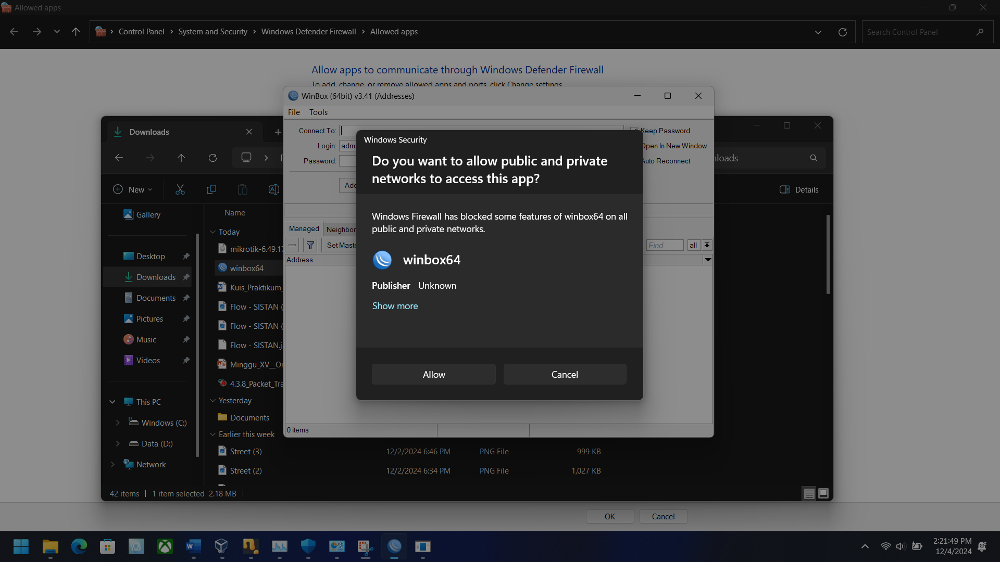 Allowed apps
Control Panel > System and Security > Windows Defender Firewall > Allowed apps
Search Control Panel
Allow apps to communicate through Windows Defender Firewall
To add, change, or remove allowed apps and ports, click Change settings.
WinBox (64bit) v3.41 (Addresses)
File Tools
Connect To:
Keep Password
Login: admi
Open In New Window
Password:
Auto Reconnect
Managed
Neighbor
Set Maste
Find
all
Address
0 items
Downloads
New
Details
Gallery
Desktop
Downloads
Documents
Pictures
Music
Videos
This PC
Windows (C:)
Data (D:)
Network
Name
Today
mikrotik-6.49.17
winbox64
Kuis_Praktikum_
Flow - SISTAN (
Flow - SISTAN (
Flow - SISTAN.j
Minggu_XV__Or
4.3.8_Packet_Tra
Yesterday
Documents
Earlier this week
Street (3) 12/2/2024 6:46 PM PNG File 999 KB
Street (2) 12/2/2024 6:34 PM PNG File 1,027 KB
42 items | 1 item selected 2.18 MB |
Windows Security
Do you want to allow public and private
networks to access this app?
Windows Firewall has blocked some features of winbox64 on all
public and private networks.
winbox64
Publisher Unknown
Show more
Allow Cancel
OK Cancel
2:21:49 PM
12/4/2024